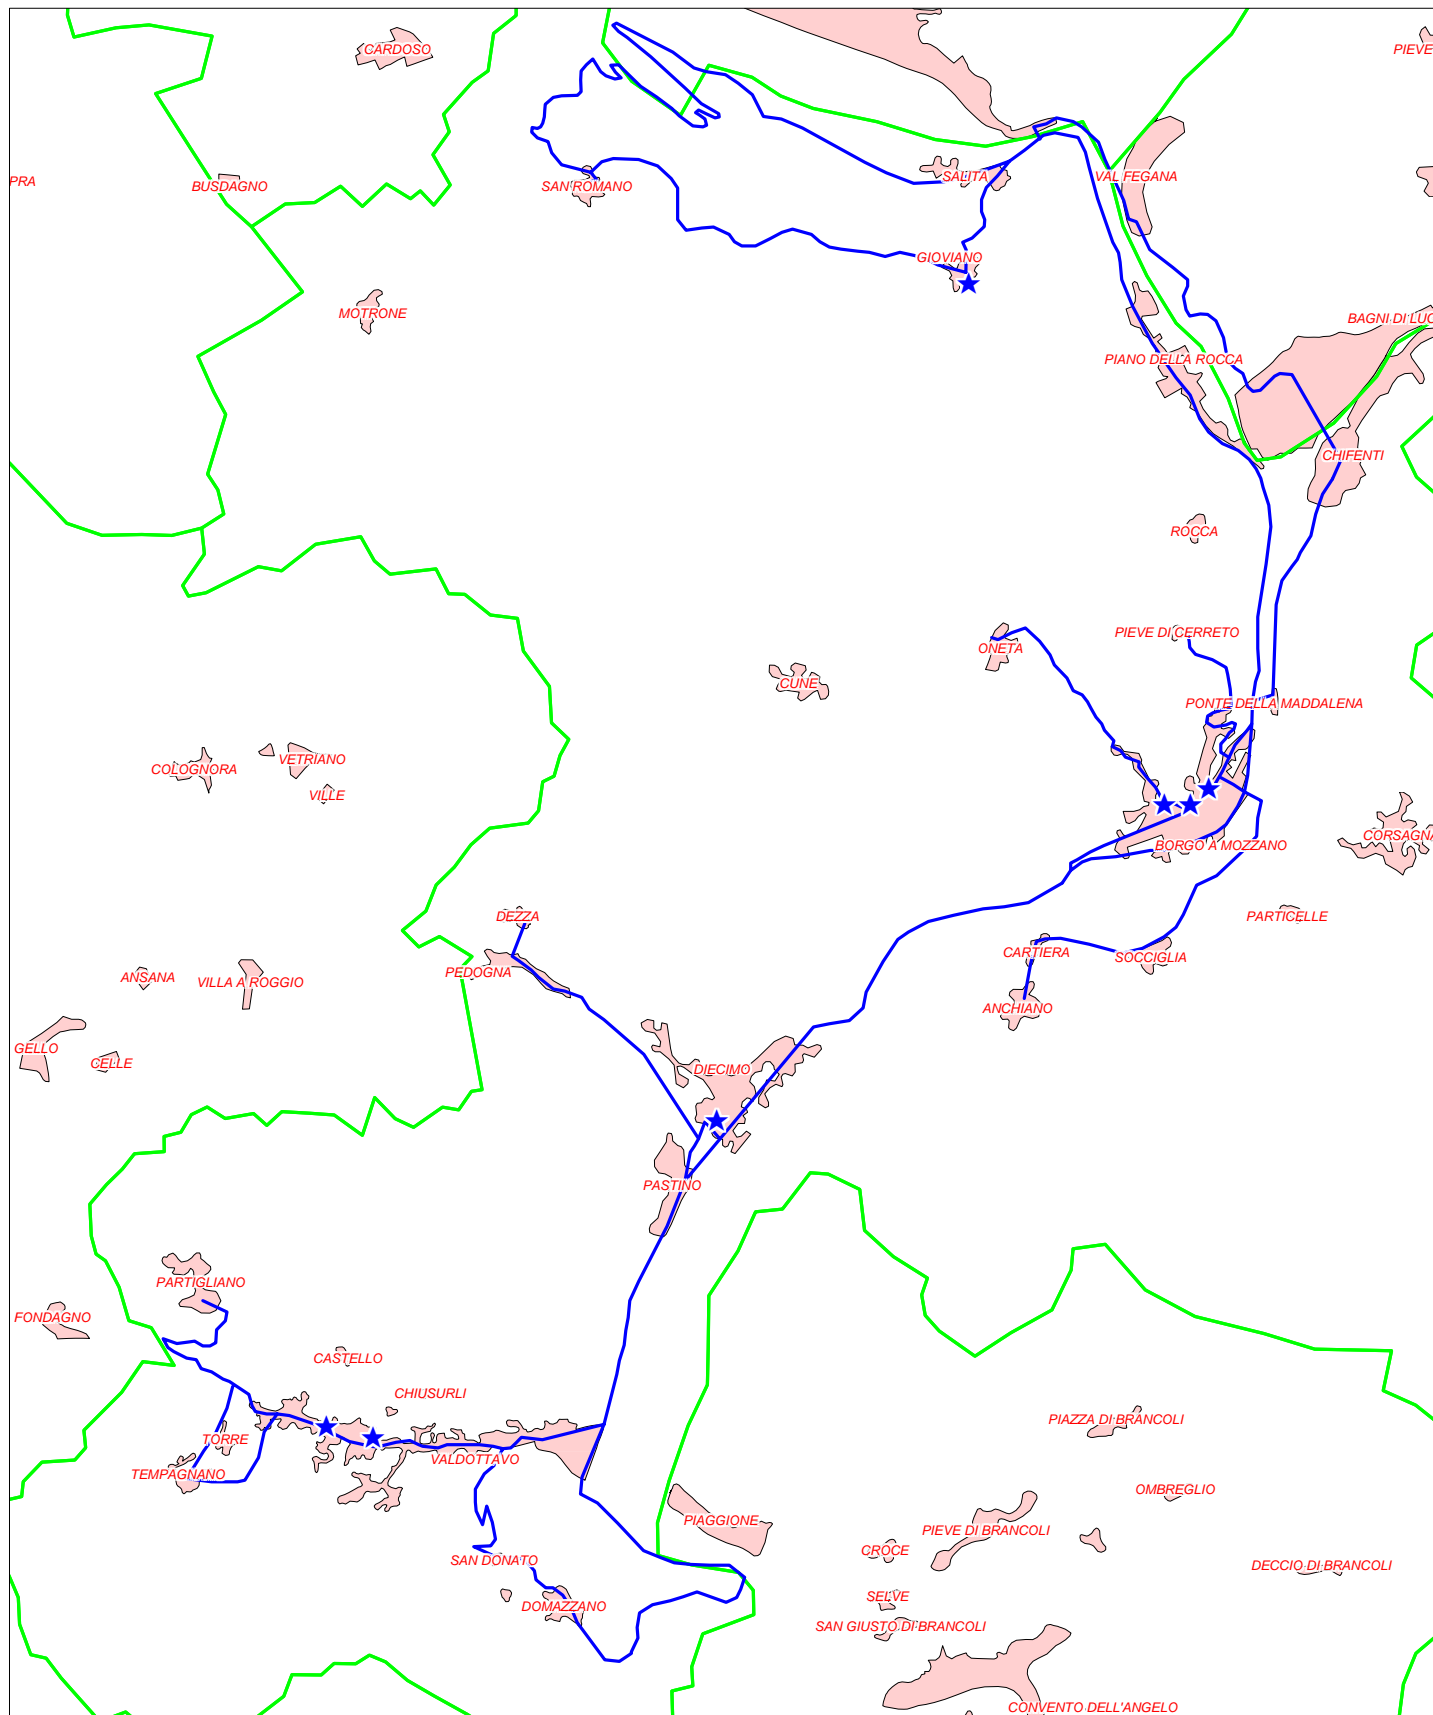 CARDOSO
PIEVE
PRA
BUSDAGNO
SAN ROMANO
SALITA
VAL FEGANA
GIOVIANO
MOTRONE
BAGNI DI LUC
PIANO DELLA ROCCA
CHIFENTI
ROCCA
PIEVE DI CERRETO
ONETA
CUNE
PONTE DELLA MADDALENA
VETRIANO
COLOGNORA
VILLE
CORSAGNA
BORGO A MOZZANO
DEZZA
PARTICELLE
CARTIERA
SOCCIGLIA
PEDOGNA
ANSANA
VILLA A ROGGIO
ANCHIANO
GELLO
CELLE
DIECIMO
PASTINO
PARTIGLIANO
FONDAGNO
CASTELLO
CHIUSURLI
PIAZZA DI BRANCOLI
TORRE
VALDOTTAVO
TEMPAGNANO
OMBREGLIO
PIAGGIONE
PIEVE DI BRANCOLI
CROCE
SAN DONATO
DECCIO DI BRANCOLI
SELVE
DOMAZZANO
SAN GIUSTO DI BRANCOLI
CONVENTO DELL'ANGELO